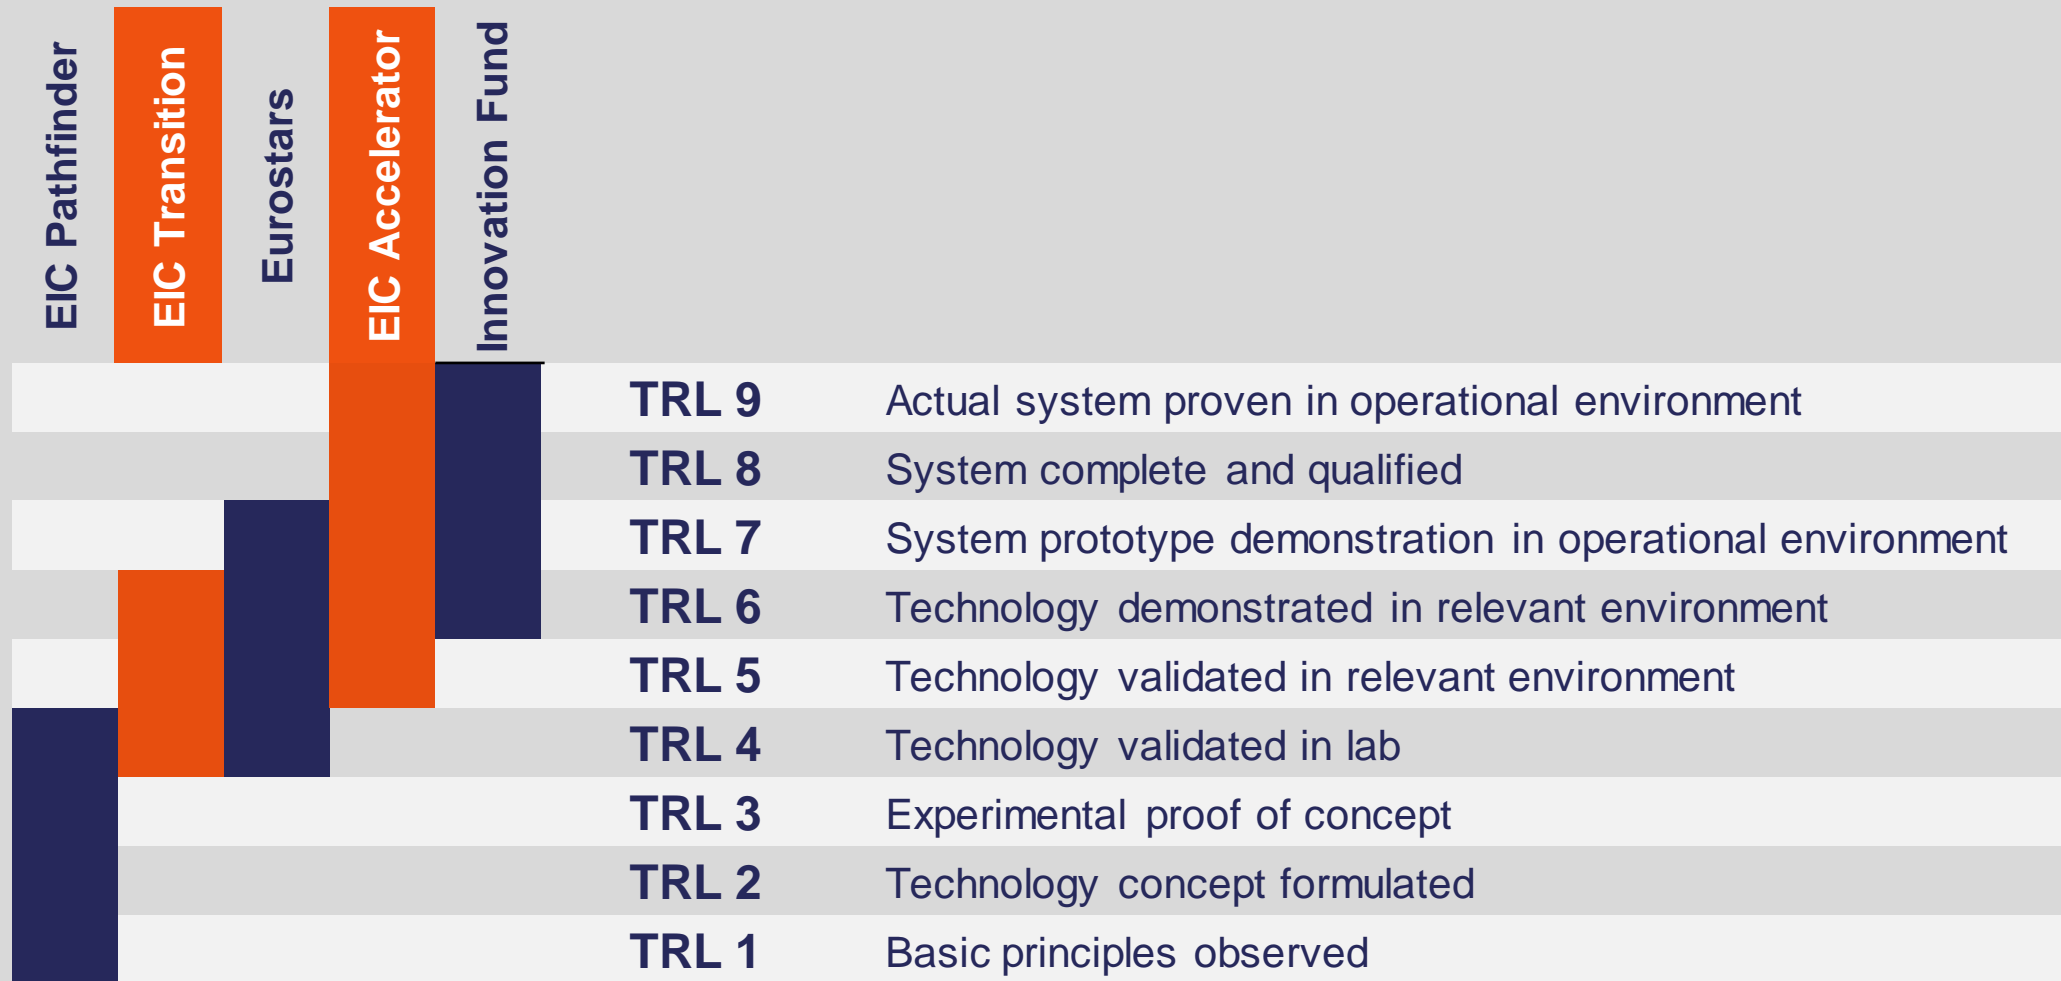 EIC Pathfinder
EIC Transition
Eurostars
EIC Accelerator
Innovation Fund
TRL 9 Actual system proven in operational environment
TRL 8 System complete and qualified
TRL 7 System prototype demonstration in operational environment
TRL 6 Technology demonstrated in relevant environment
TRL 5 Technology validated in relevant environment
TRL 4 Technology validated in lab
TRL 3 Experimental proof of concept
TRL 2 Technology concept formulated
TRL 1 Basic principles observed